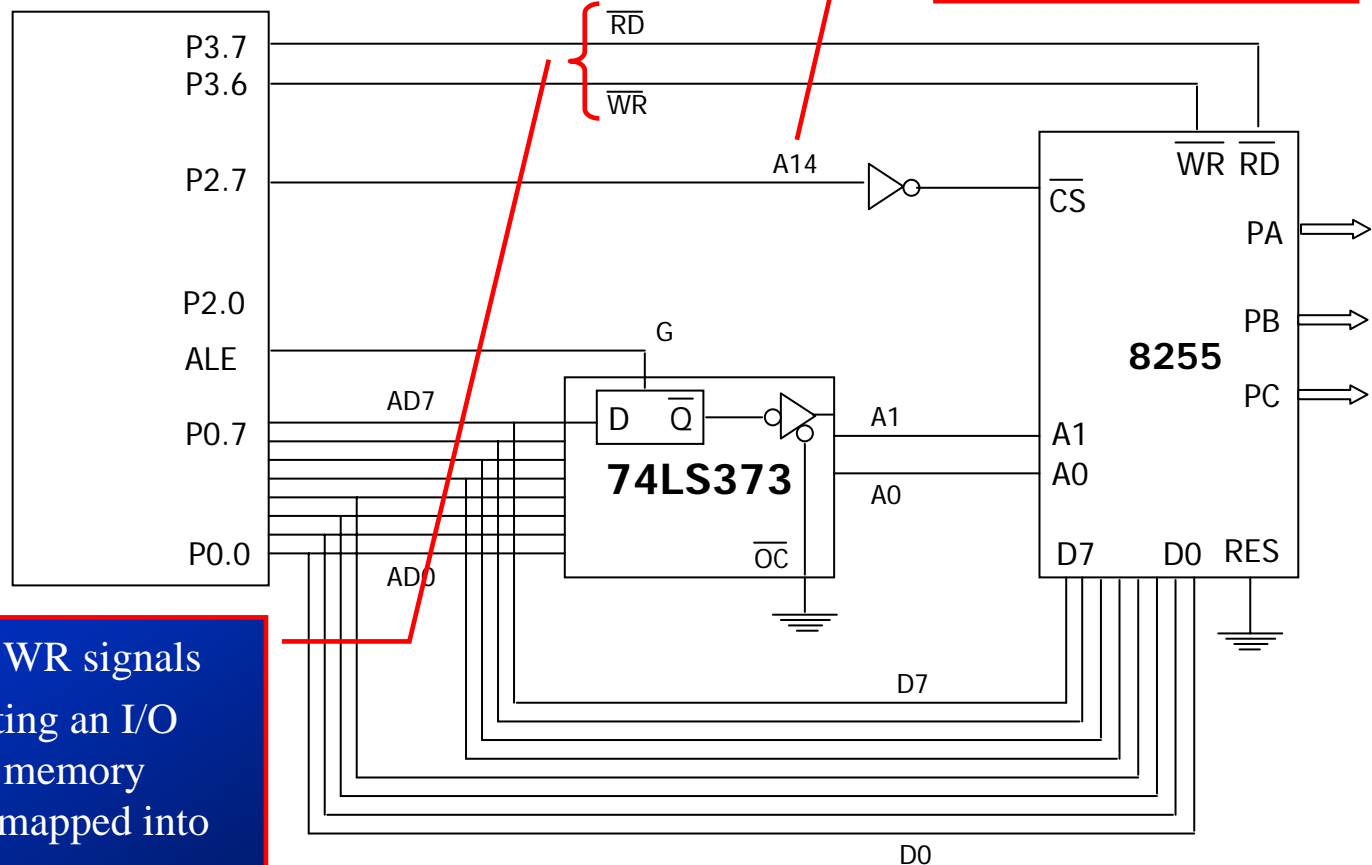 P3.7
P3.6
P2.7
P2.0
ALE
P0.7
P0.0
RD
WR
A14
G
AD7
AD0
D Q
74LS373
OC
A1
A0
WR RD
CS
PA
PB
8255
PC
A1
A0
D7 D0 RES
D7
D0
WR signals
ting an I/O
memory
mapped into